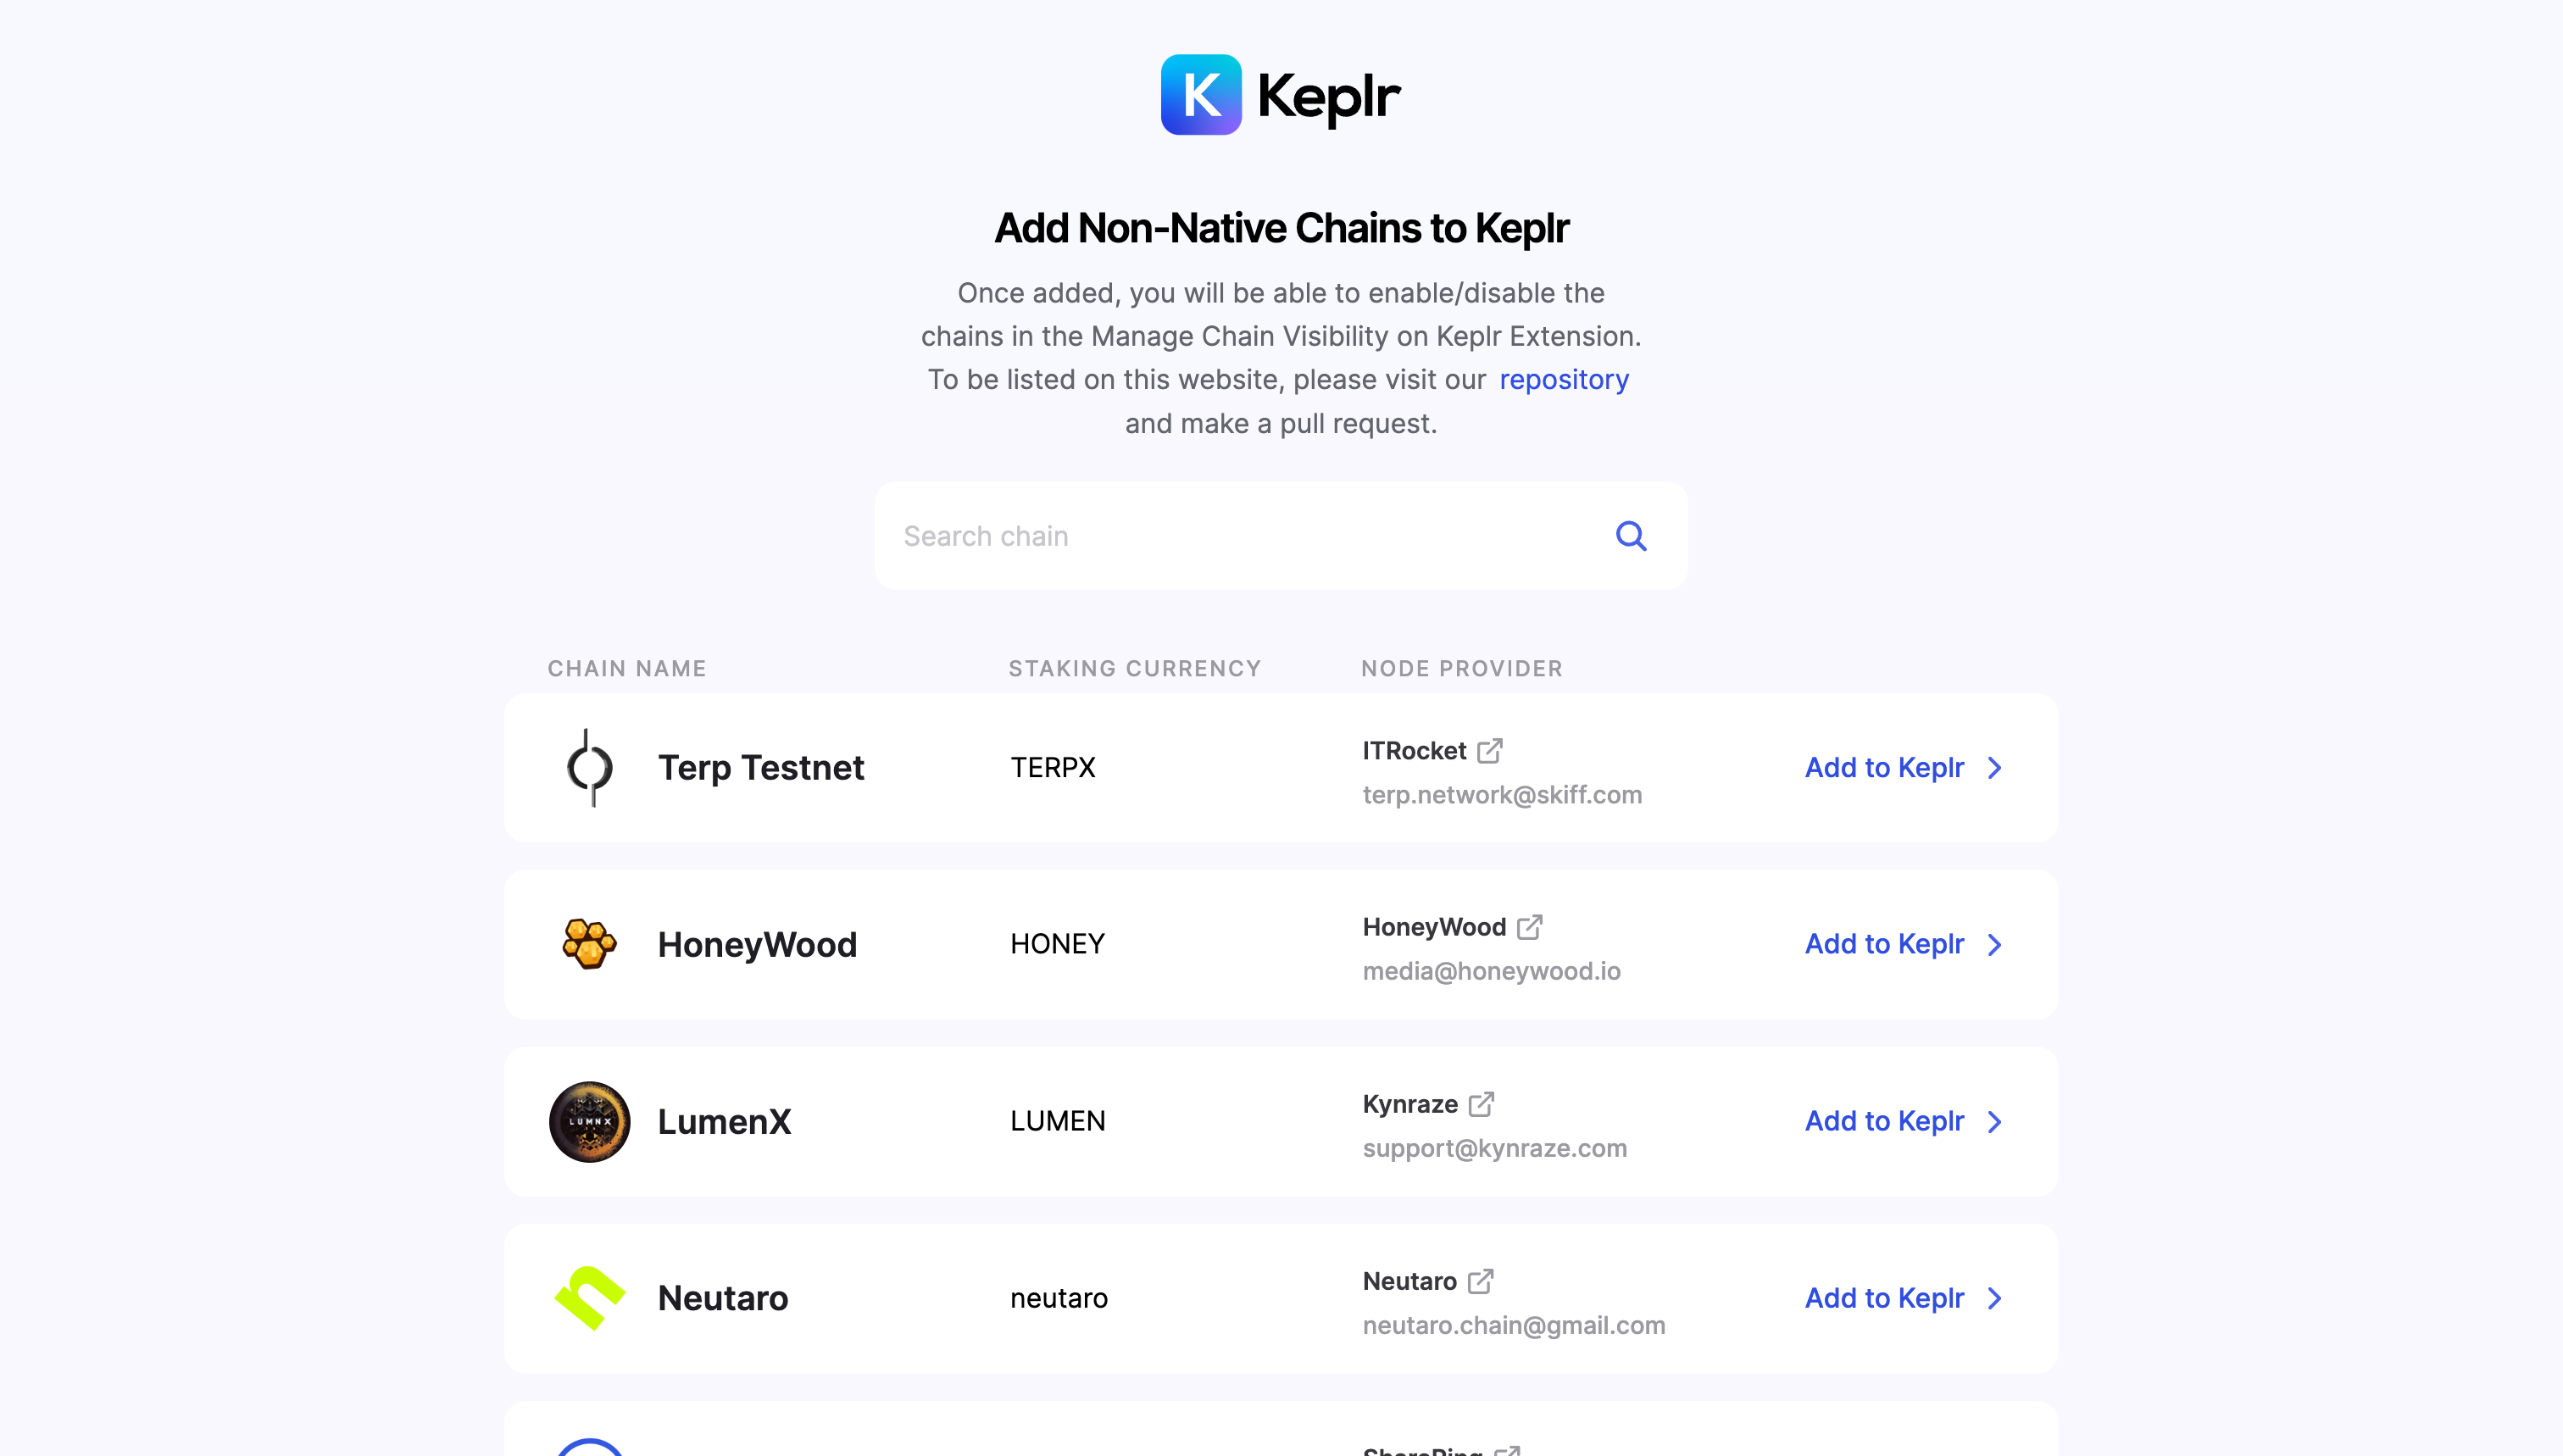 K Keplr
Add Non-Native Chains to Keplr
Once added, you will be able to enable/disable the
chains in the Manage Chain Visibility on Keplr Extension.
To be listed on this website, please visit our repository
and make a pull request.
Search chain
CHAIN NAME STAKING CURRENCY NODE PROVIDER
Terp Testnet TERPX ITRocket Add to Keplr
terp.network@skiff.com
HoneyWood HONEY HoneyWood Add to Keplr
media@honeywood.io
LUMNX LumenX LUMEN Kynraze Add to Keplr
support@kynraze.com
n Neutaro neutaro Neutaro Add to Keplr
neutaro.chain@gmail.com
ShareRing